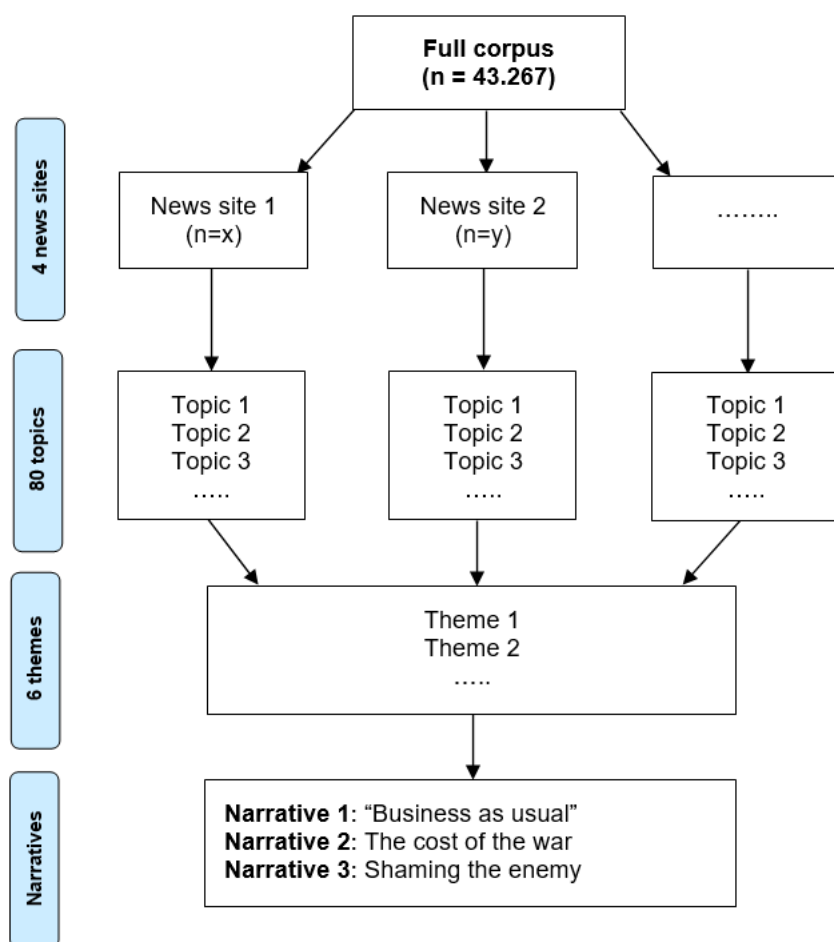 Full corpus
(n = 43.267)
4 news sites
News site 1
(n=x)
News site 2
(n=y)
........
80 topics
Topic 1
Topic 2
Topic 3
.....
Topic 1
Topic 2
Topic 3
.....
Topic 1
Topic 2
Topic 3
.....
6 themes
Theme 1
Theme 2
.....
Narratives
Narrative 1: “Business as usual”
Narrative 2: The cost of the war
Narrative 3: Shaming the enemy